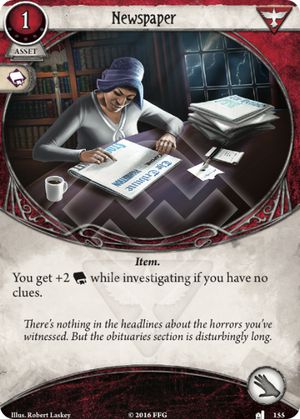 Newspaper
1
ASSET
The Tribune
Item.
You get +2 while investigating if you have no
clues.
There's nothing in the headlines about the horrors you've
witnessed. But the obituaries section is disturbingly long.
Illus. Robert Laskey
© 2016 FFG
155